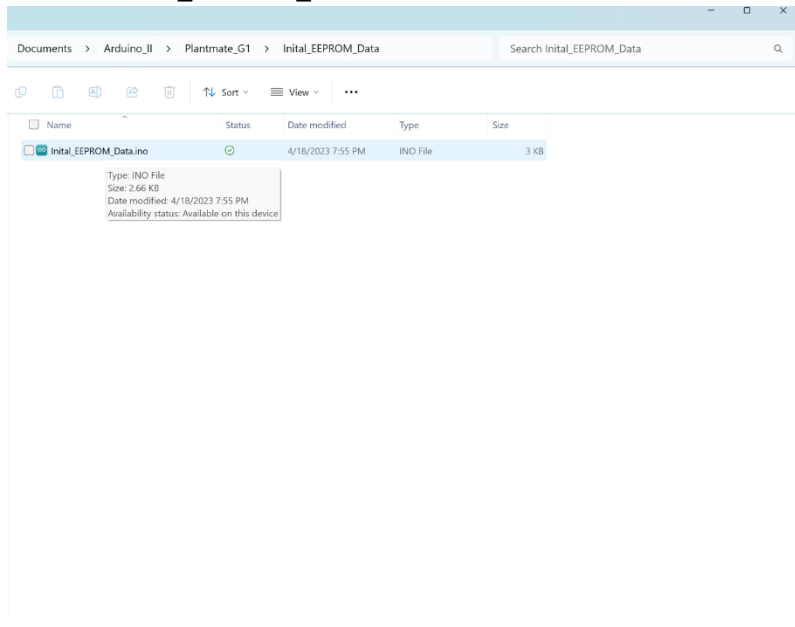 Documents > Arduino_II > Plantmate_G1 > Inital_EEPROM_Data
Search Inital_EEPROM_Data
Sort
View
Name Status Date modified Type Size
Inital_EEPROM_Data.ino 4/18/2023 7:55 PM INO File 3 KB
Type: INO File
Size: 2.66 KB
Date modified: 4/18/2023 7:55 PM
Availability status: Available on this device